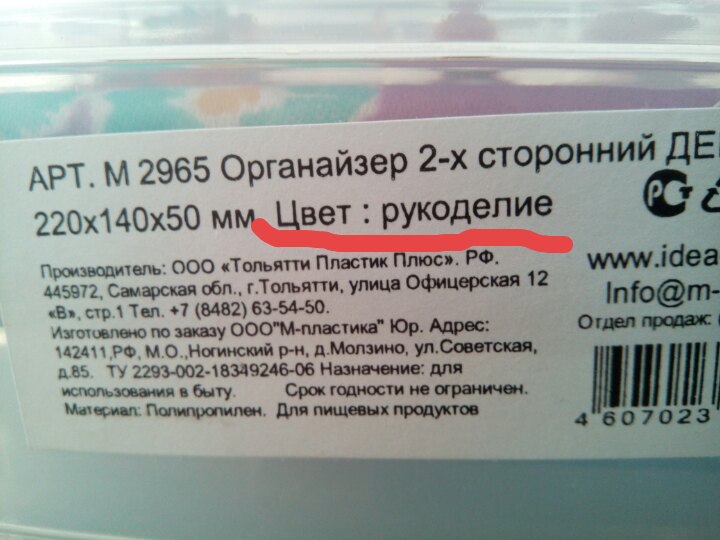 АРТ. М 2965 Органайзер 2-х сторонний
220х140х50 мм Цвет : рукоделие
РСТ
Производитель: ООО «Тольятти Пластик Плюс». РФ.
445972, Самарская обл., г.Тольятти, улица Офицерская 12
«В», стр.1 Тел. +7 (8482) 63-54-50.
Изготовлено по заказу ООО"М-пластика" Юр. Адрес:
142411,РФ, М.О.,Ногинский р-н, д.Молзино, ул.Советская,
д.85. ТУ 2293-002-18349246-06 Назначение: для
использования в быту. Срок годности не ограничен.
Материал: Полипропилен. Для пищевых продуктов
www.idea
Info@m-
Отдел продаж:
4 607023